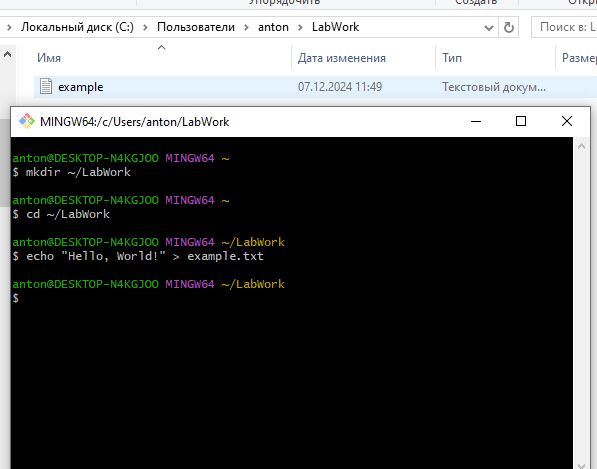 Упорядочить Создать Откр
Локальный диск (C:) Пользователи anton LabWork Поиск в: La
Имя Дата изменения Тип Размер
example 07.12.2024 11:49 Текстовый докум...
MINGW64:/c/Users/anton/LabWork
anton@DESKTOP-N4KGJOO MINGW64 ~
$ mkdir ~/LabWork
anton@DESKTOP-N4KGJOO MINGW64 ~
$ cd ~/LabWork
anton@DESKTOP-N4KGJOO MINGW64 ~/LabWork
$ echo "Hello, World!" > example.txt
anton@DESKTOP-N4KGJOO MINGW64 ~/LabWork
$